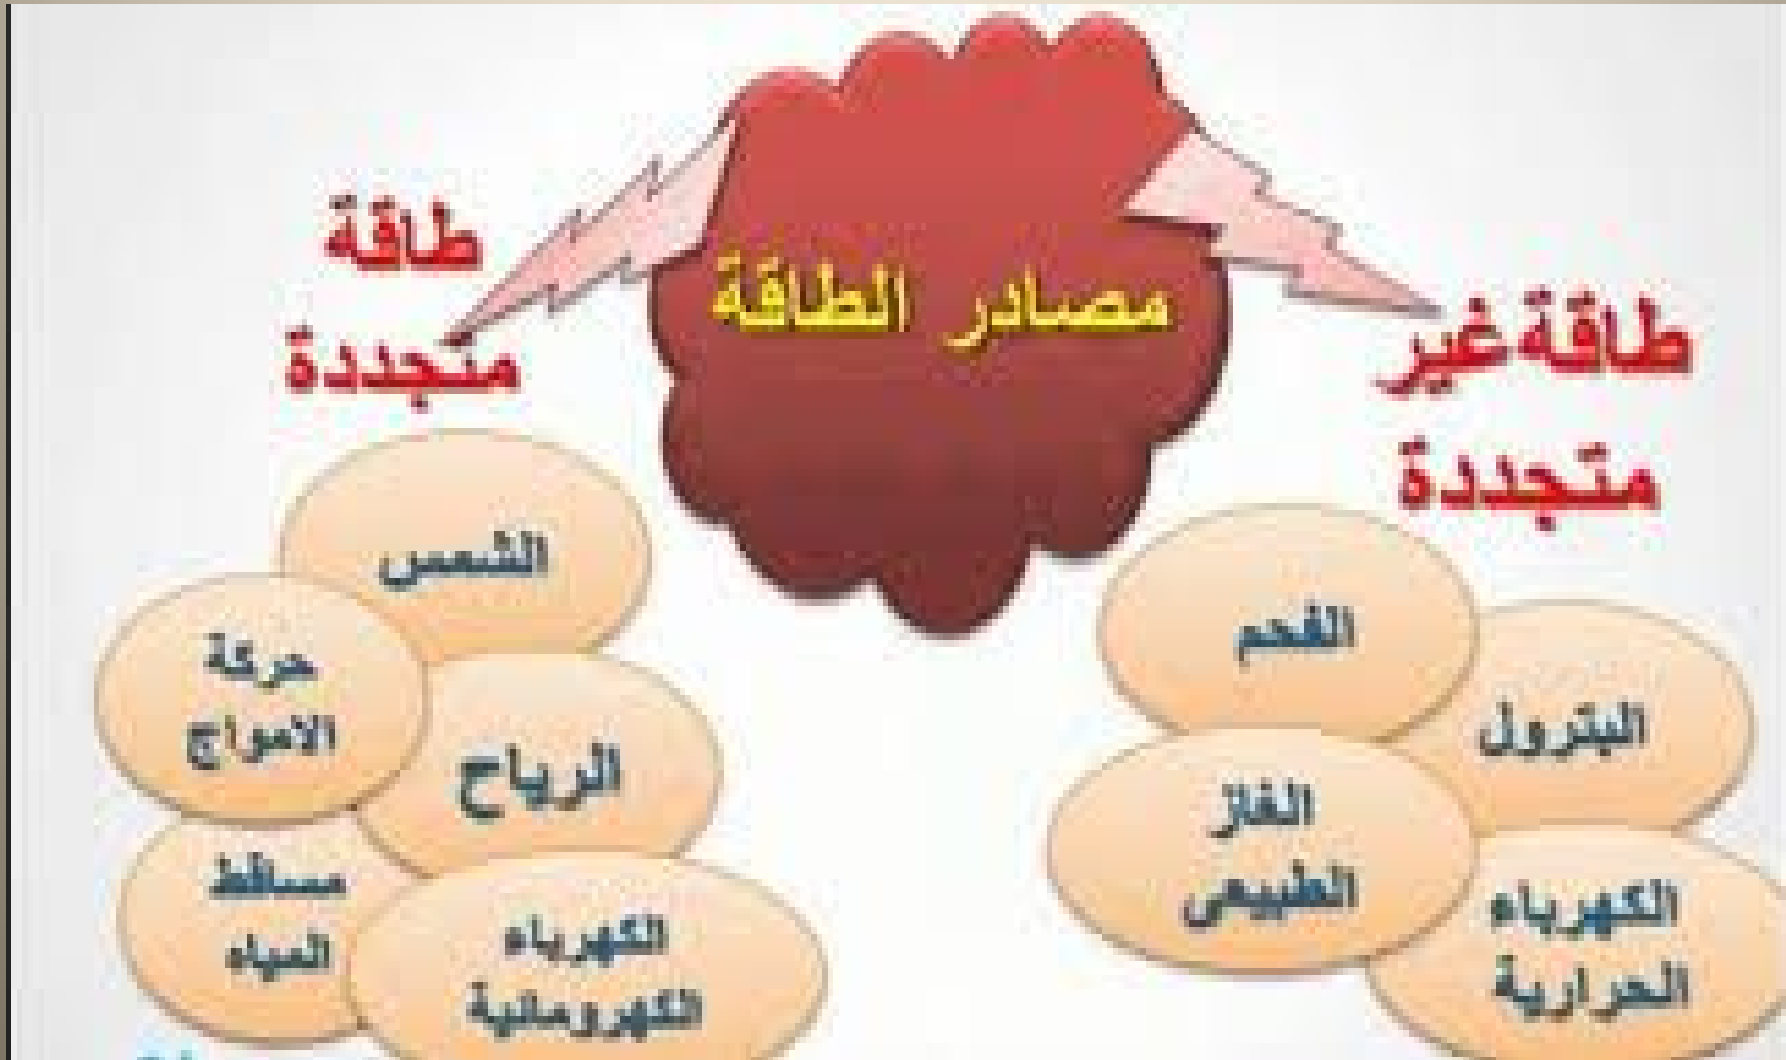 مصادر الطاقة
طاقة غير
متجددة
الفحم
البترول
الغاز
الطبيعى
الكهرباء
الحرارية
طاقة
متجددة
الشمس
حركة
الامواج
الرياح
مساقط
المياه
الكهرباء
الكهرومائية